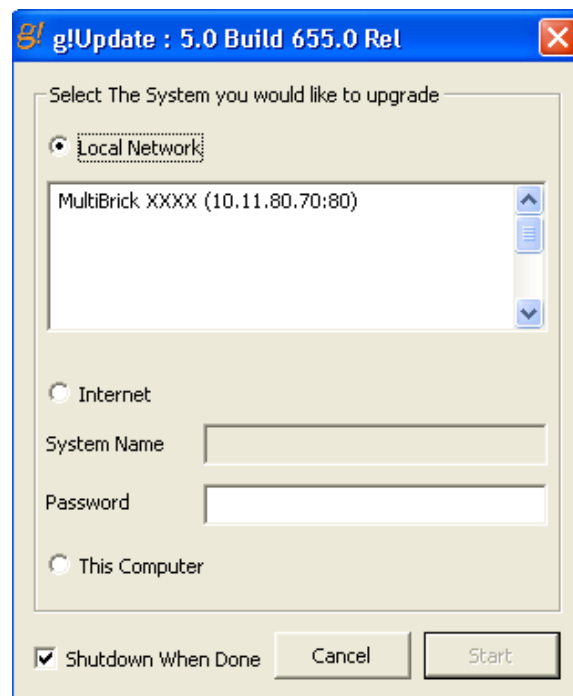 g! g!Update : 5.0 Build 655.0 Rel
Select The System you would like to upgrade
Local Network
MultiBrick XXXX (10.11.80.70:80)
Internet
System Name
Password
This Computer
Shutdown When Done Cancel Start